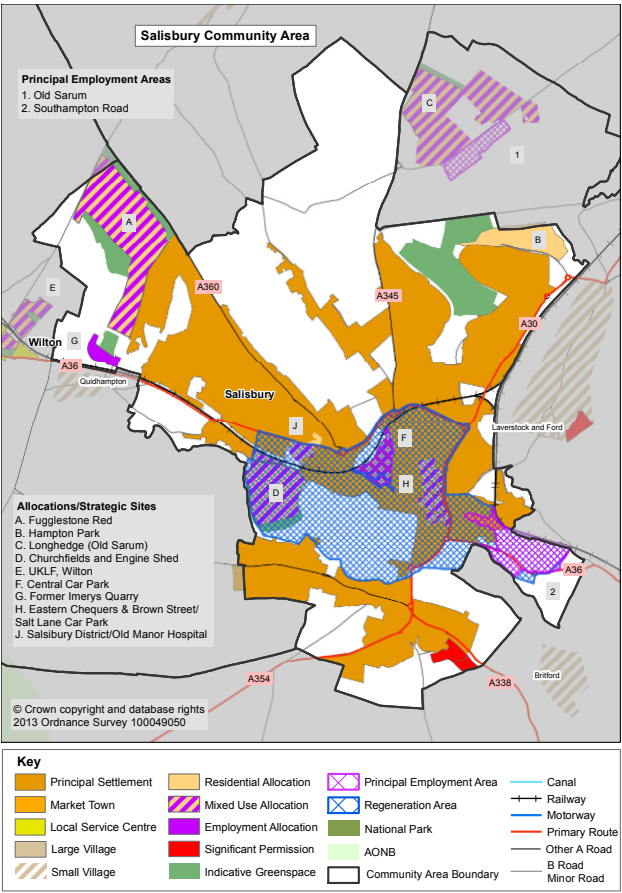 Salisbury Community Area
Principal Employment Areas
1. Old Sarum
2. Southampton Road
C
1
A
B
E
A360
A345
A30
Wilton
G
A36
Quidhampton
Salisbury
J
F
Laverstock and Ford
H
D
Allocations/Strategic Sites
A. Fugglestone Red
B. Hampton Park
C. Longhedge (Old Sarum)
D. Churchfields and Engine Shed
E. UKLF, Wilton
F. Central Car Park
G. Former Imerys Quarry
H. Eastern Chequers & Brown Street/
Salt Lane Car Park
J. Salsibury District/Old Manor Hospital
A36
2
A354
A338
Britford
© Crown copyright and database rights
2013 Ordnance Survey 100049050
Key
Principal Settlement
Market Town
Local Service Centre
Large Village
Small Village
Residential Allocation
Mixed Use Allocation
Employment Allocation
Significant Permission
Indicative Greenspace
Principal Employment Area
Regeneration Area
National Park
AONB
Community Area Boundary
Canal
Railway
Motorway
Primary Route
Other A Road
B Road
Minor Road